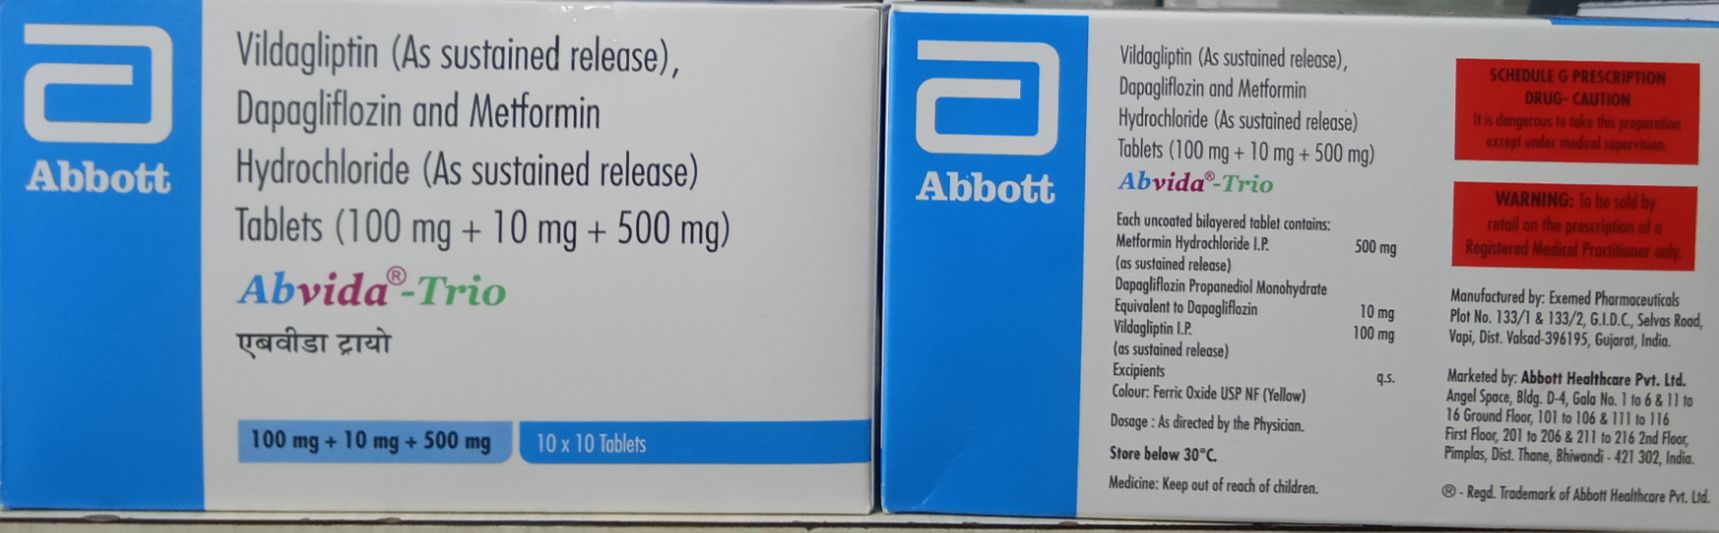 Abbott
Vildagliptin (As sustained release),
Dapagliflozin and Metformin
Hydrochloride (As sustained release)
Tablets (100 mg + 10 mg + 500 mg)
Abvida®-Trio
एबवीडा ट्रायो
100 mg + 10 mg + 500 mg
10 x 10 Tablets
Abbott
Vildagliptin (As sustained release),
Dapagliflozin and Metformin
Hydrochloride (As sustained release)
Tablets (100 mg + 10 mg + 500 mg)
Abvida®-Trio
Each uncoated bilayered tablet contains:
Metformin Hydrochloride I.P. 500 mg
(as sustained release)
Dapagliflozin Propanediol Monohydrate
Equivalent to Dapagliflozin 10 mg
Vildagliptin I.P. 100 mg
(as sustained release)
Excipients q.s.
Colour: Ferric Oxide USP NF (Yellow)
Dosage : As directed by the Physician.
Store below 30°C.
Medicine: Keep out of reach of children.
SCHEDULE G PRESCRIPTION
DRUG- CAUTION
It is dangerous to take this preparation
except under medical supervision.
WARNING: To be sold by
retail on the prescription of a
Registered Medical Practitioner only.
Manufactured by: Exemed Pharmaceuticals
Plot No. 133/1 & 133/2, G.I.D.C., Selvas Road,
Vapi, Dist. Valsad-396195, Gujarat, India.
Marketed by: Abbott Healthcare Pvt. Ltd.
Angel Space, Bldg. D-4, Gala No. 1 to 6 & 11 to
16 Ground Floor, 101 to 106 & 111 to 116
First Floor, 201 to 206 & 211 to 216 2nd Floor,
Pimplas, Dist. Thane, Bhiwandi - 421 302, India.
® - Regd. Trademark of Abbott Healthcare Pvt. Ltd.